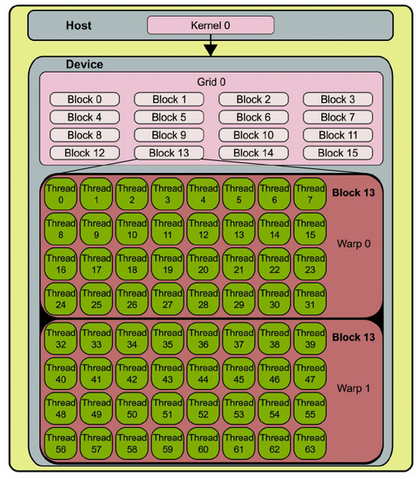 Host
Kernel 0
Device
Grid 0
Block 0 Block 1 Block 2 Block 3
Block 4 Block 5 Block 6 Block 7
Block 8 Block 9 Block 10 Block 11
Block 12 Block 13 Block 14 Block 15
Block 13
Warp 0
Thread Thread Thread Thread Thread Thread Thread Thread
0 1 2 3 4 5 6 7
Thread Thread Thread Thread Thread Thread Thread Thread
8 9 10 11 12 13 14 15
Thread Thread Thread Thread Thread Thread Thread Thread
16 17 18 19 20 21 22 23
Thread Thread Thread Thread Thread Thread Thread Thread
24 25 26 27 28 29 30 31
Block 13
Warp 1
Thread Thread Thread Thread Thread Thread Thread Thread
32 33 34 35 36 37 38 39
Thread Thread Thread Thread Thread Thread Thread Thread
40 41 42 43 44 45 46 47
Thread Thread Thread Thread Thread Thread Thread Thread
48 49 50 51 52 53 54 55
Thread Thread Thread Thread Thread Thread Thread Thread
56 57 58 59 60 61 62 63